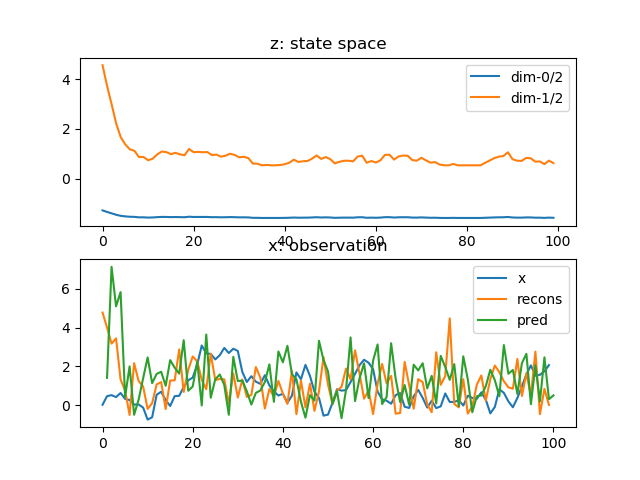 z: state space
4
2
0
dim-0/2
dim-1/2
0 20 40 60 80 100
x: observation
6
4
2
0
x
recons
pred
0 20 40 60 80 100